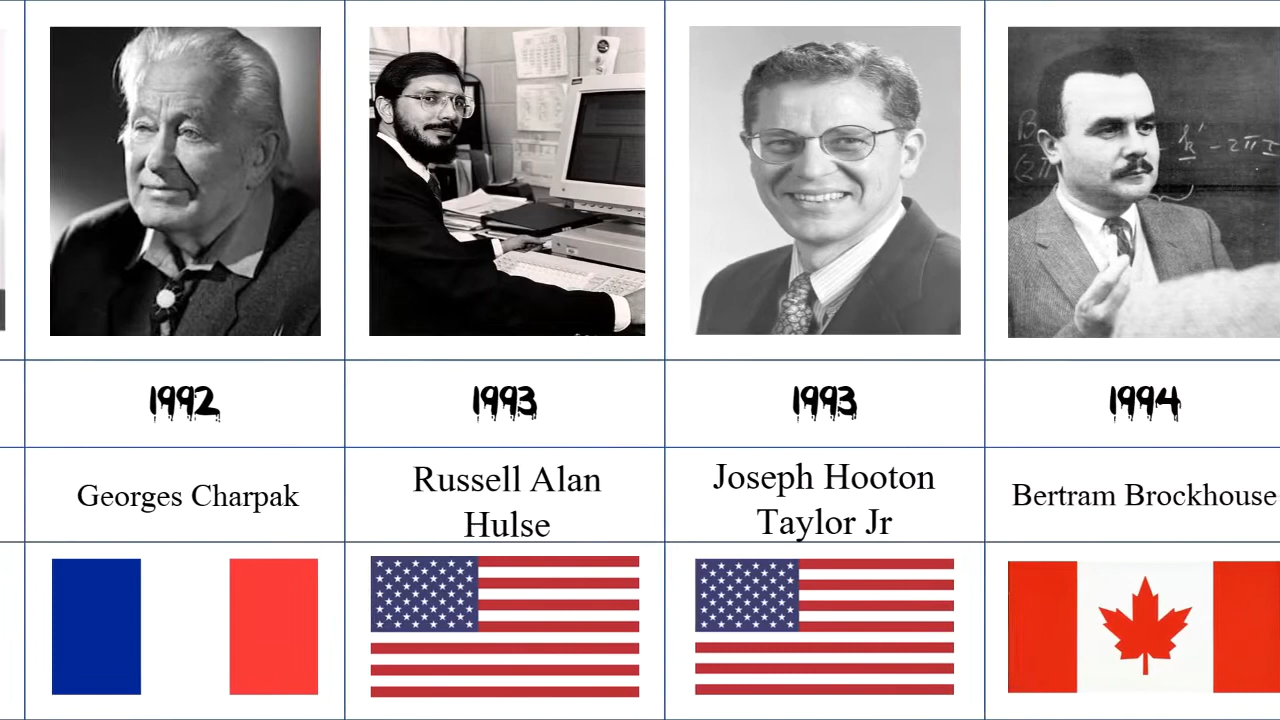 1992
1993
1993
1994
Georges Charpak
Russell Alan
Hulse
Joseph Hooton
Taylor Jr
Bertram Brockhouse